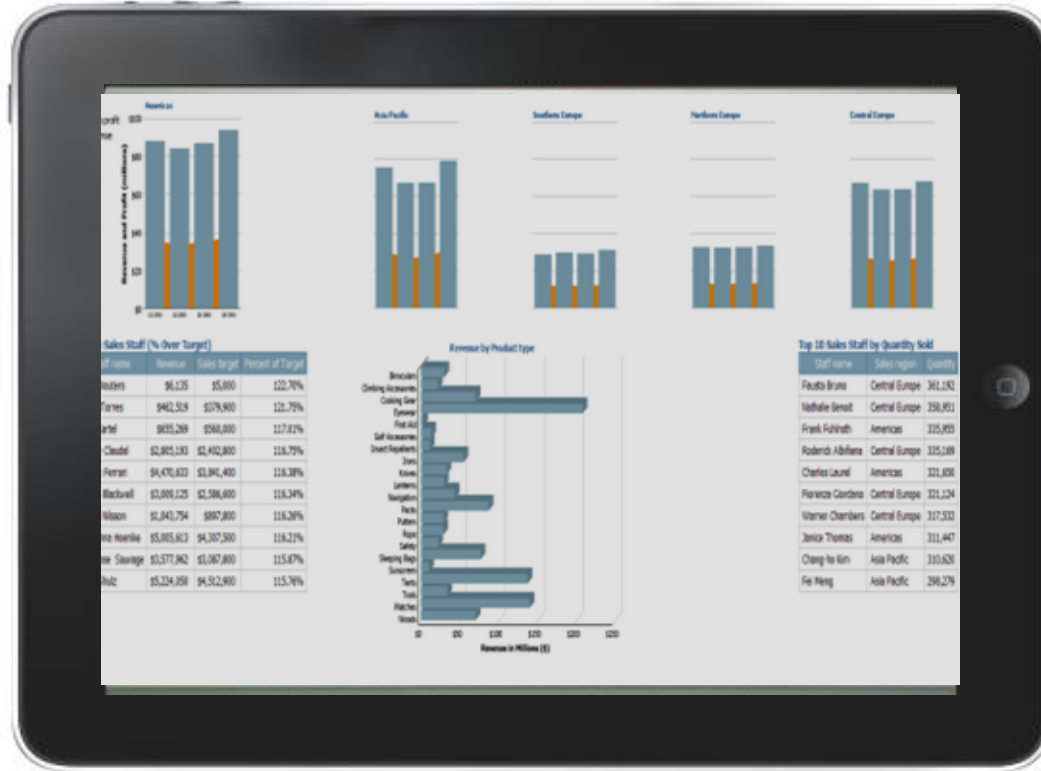 Americas
Asia Pacific
Southern Europe
Northern Europe
Central Europe
$100
$80
$60
$40
$20
$0
Revenue and Profit (millions)
Sales Staff (% Over Target)
name Revenue Sales target Percent of Target
$6,135 $5,000 122.70%
Torres $462,519 $379,900 121.75%
$655,269 $560,000 117.01%
Claudel $2,805,193 $2,402,800 116.75%
Ferrari $4,470,633 $3,841,400 116.38%
Blackwell $3,009,125 $2,586,600 116.34%
Nilsson $1,043,754 $897,800 116.26%
Hoenike $5,005,613 $4,307,500 116.21%
Sauvage $3,577,962 $3,087,800 115.87%
$5,224,050 $4,512,900 115.76%
Revenue by Product type
Binoculars
Climbing Accessories
Cooking Gear
Eyewear
First Aid
Golf Accessories
Insect Repellents
Irons
Knives
Lanterns
Navigation
Packs
Putters
Rope
Safety
Sleeping Bags
Sunscreen
Tents
Tools
Watches
Woods
$0 $50 $100 $150 $200 $250
Revenue in Millions ($)
Top 10 Sales Staff by Quantity Sold
Staff name Sales region Quantity
Fausta Bruno Central Europe 361,192
Nathalie Benoit Central Europe 358,951
Frank Fuhlroth Americas 335,955
Roderick Central Europe 335,169
Charles Laurel Americas 321,650
Fiorenza Giordano Central Europe 321,124
Warren Chambers Central Europe 317,532
Janice Thomas Americas 311,447
Chang-ho Kim Asia Pacific 310,620
Fei Meng Asia Pacific 298,279